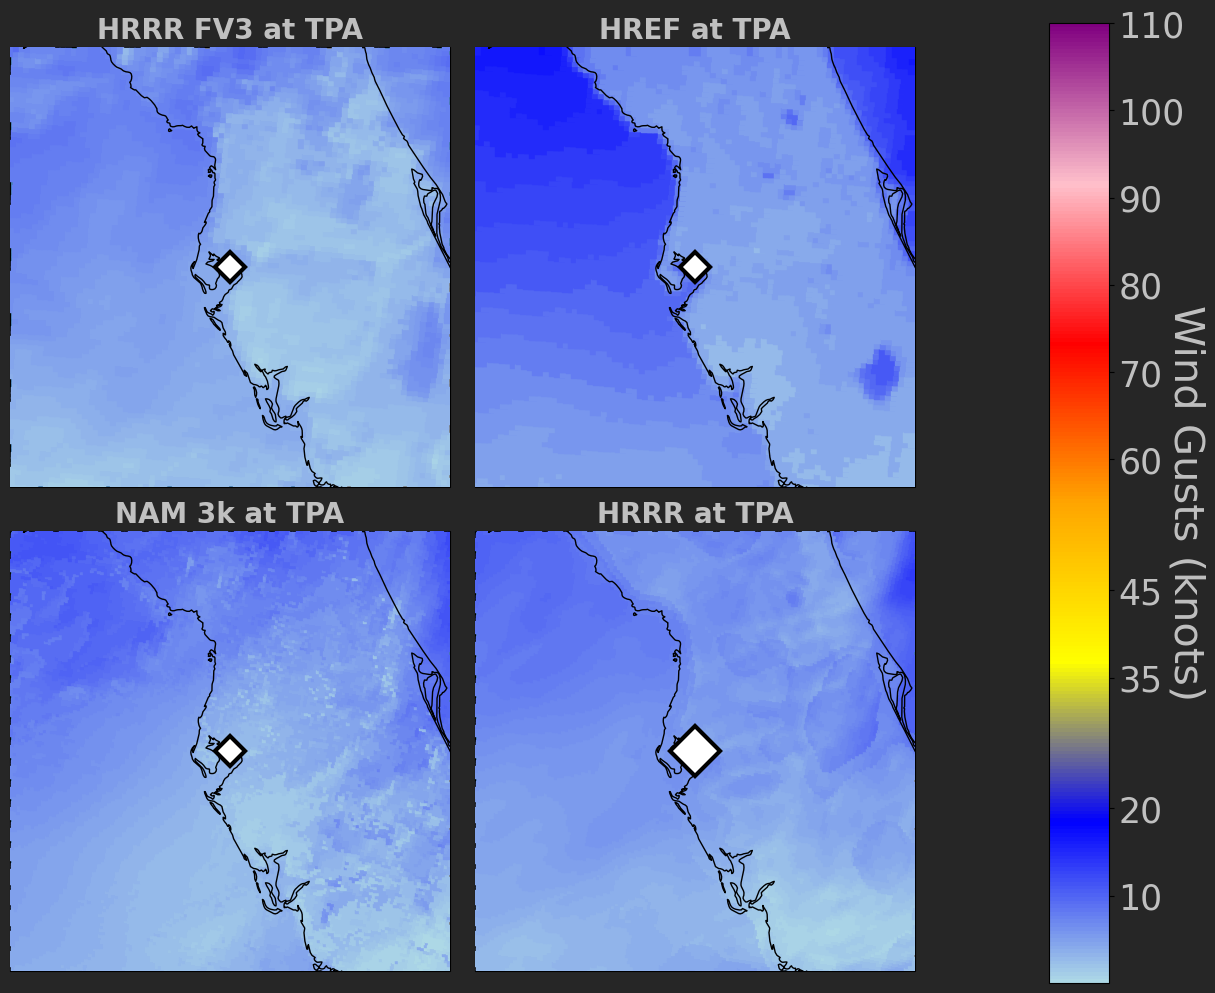 HRRR FV3 at TPA
HREF at TPA
NAM 3k at TPA
HRRR at TPA
110
100
90
80
70
60
45
35
20
10
Wind Gusts (knots)